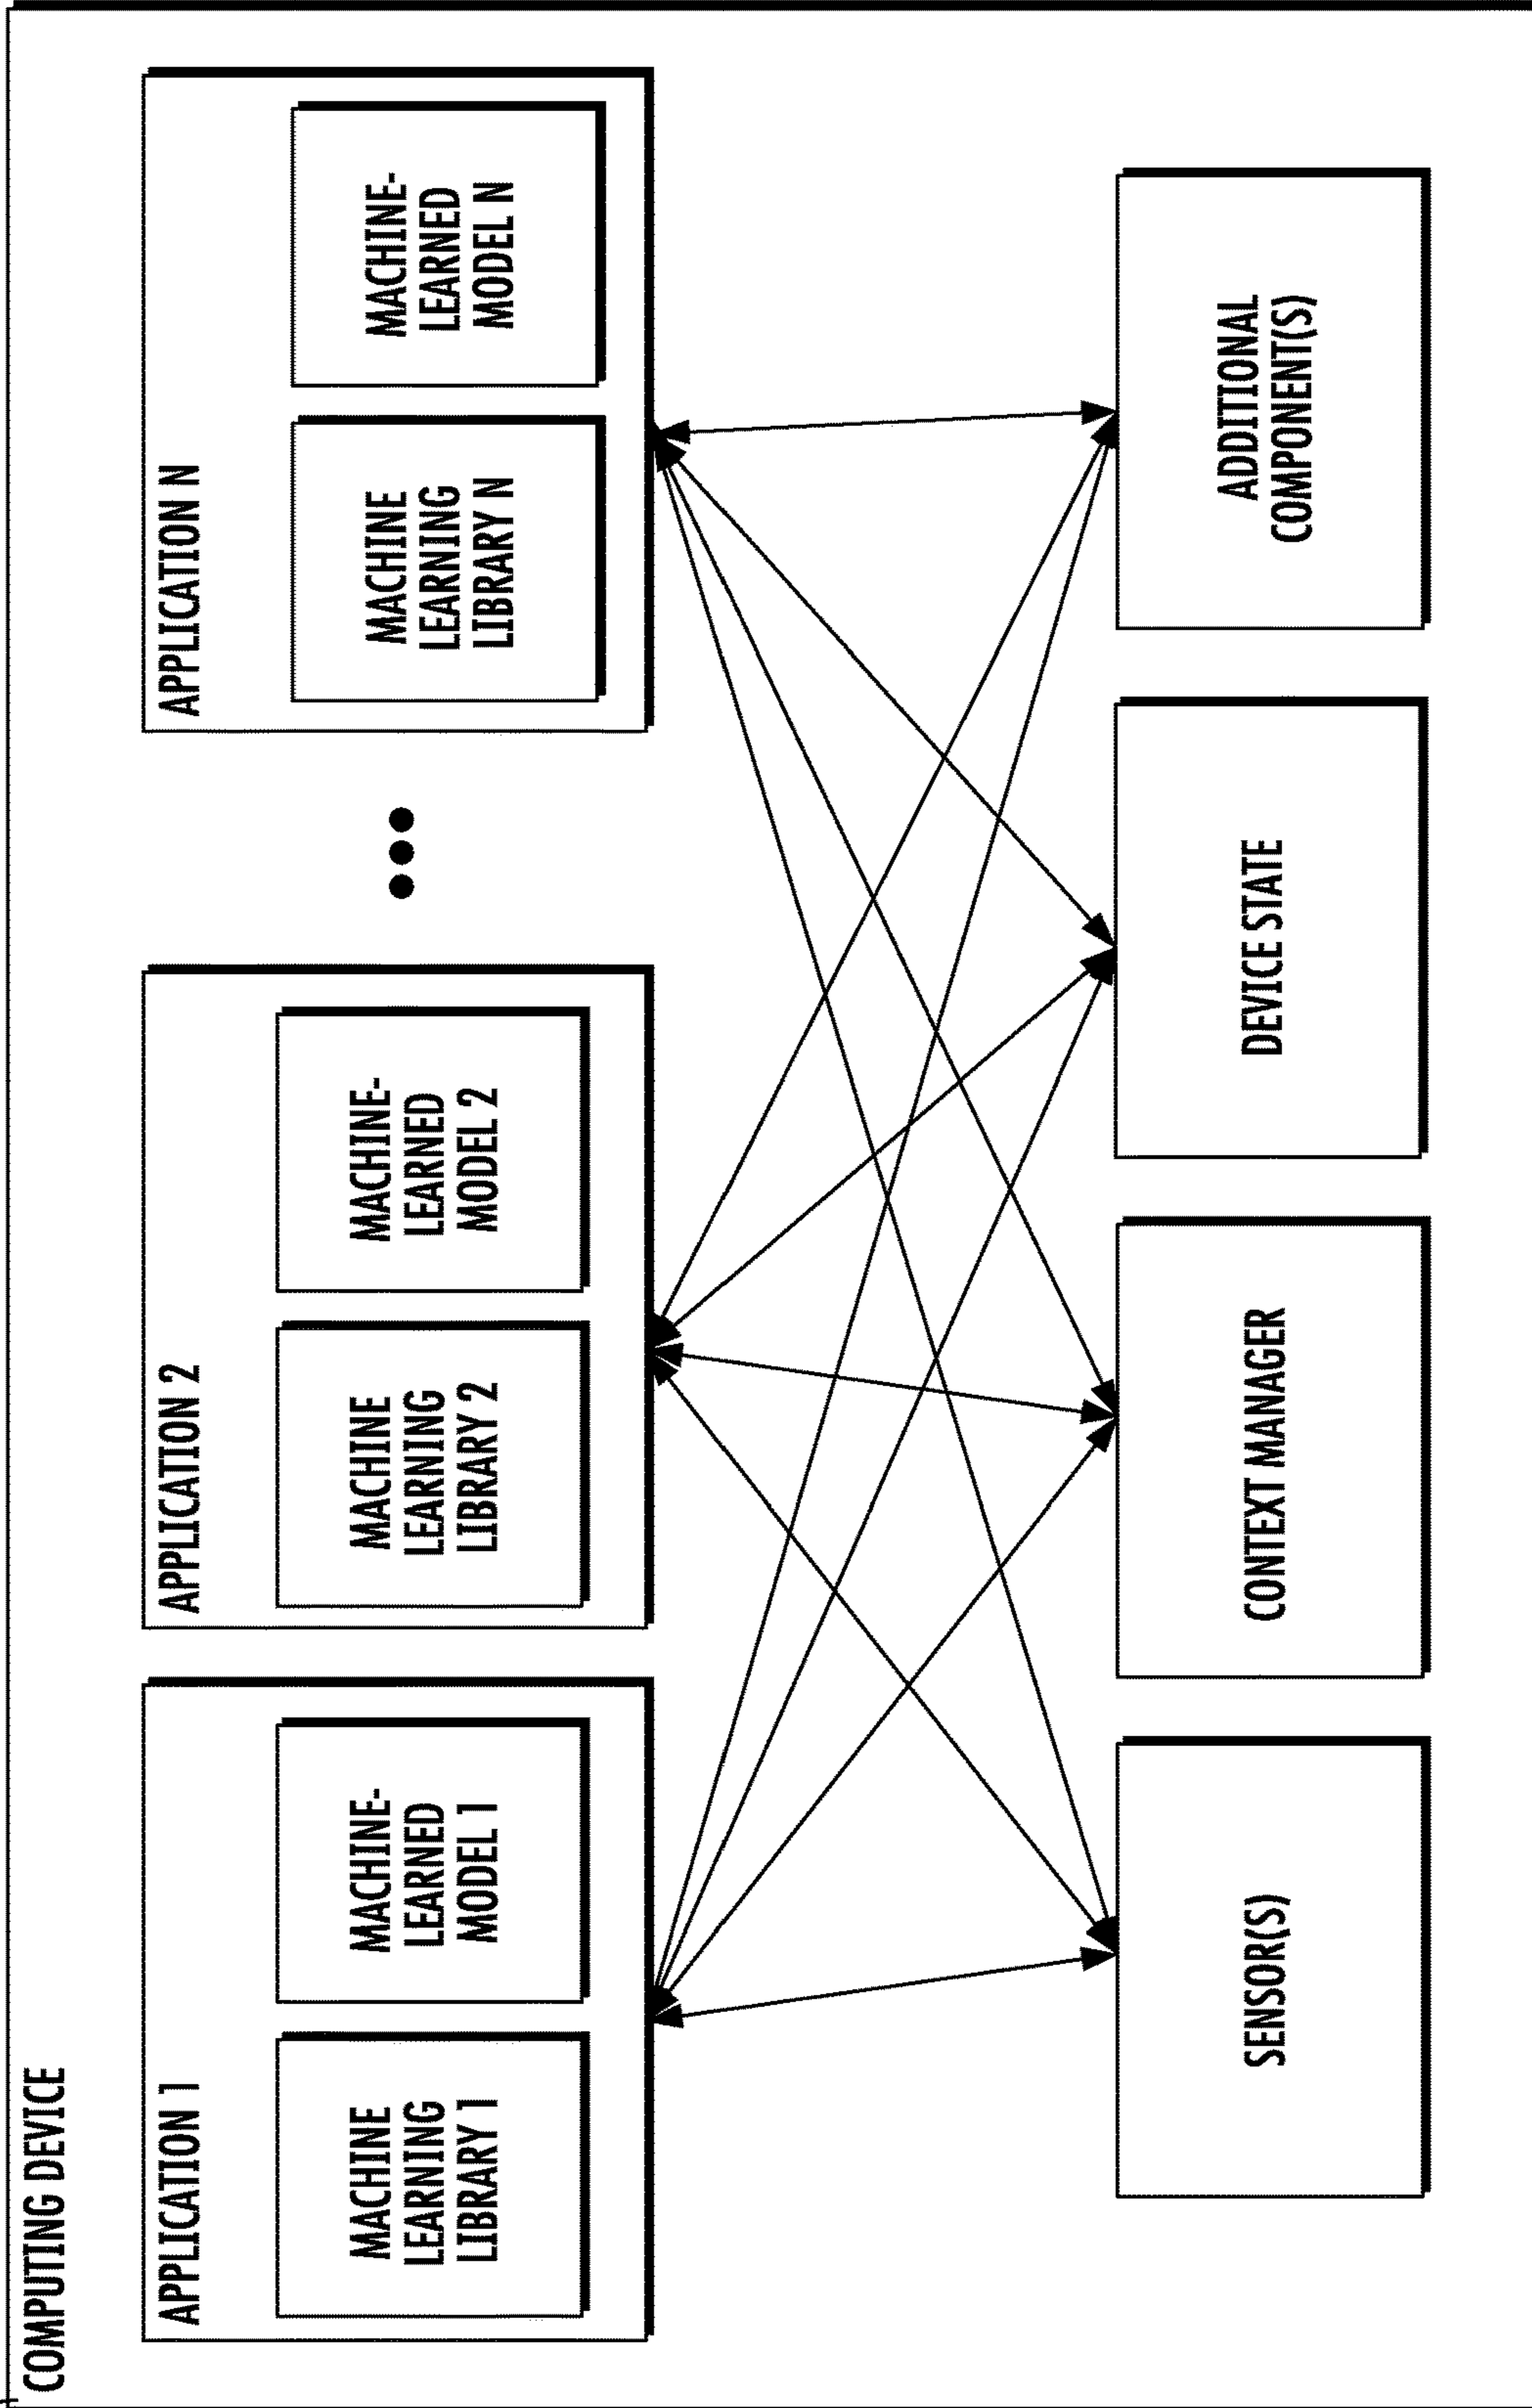 COMPUTING DEVICE
APPLICATION 1
MACHINE
LEARNING
LIBRARY 1
MACHINE-
LEARNED
MODEL 1
APPLICATION 2
MACHINE
LEARNING
LIBRARY 2
MACHINE-
LEARNED
MODEL 2
APPLICATION N
MACHINE
LEARNING
LIBRARY N
MACHINE-
LEARNED
MODEL N
SENSOR(S)
CONTEXT MANAGER
DEVICE STATE
ADDITIONAL
COMPONENT(S)